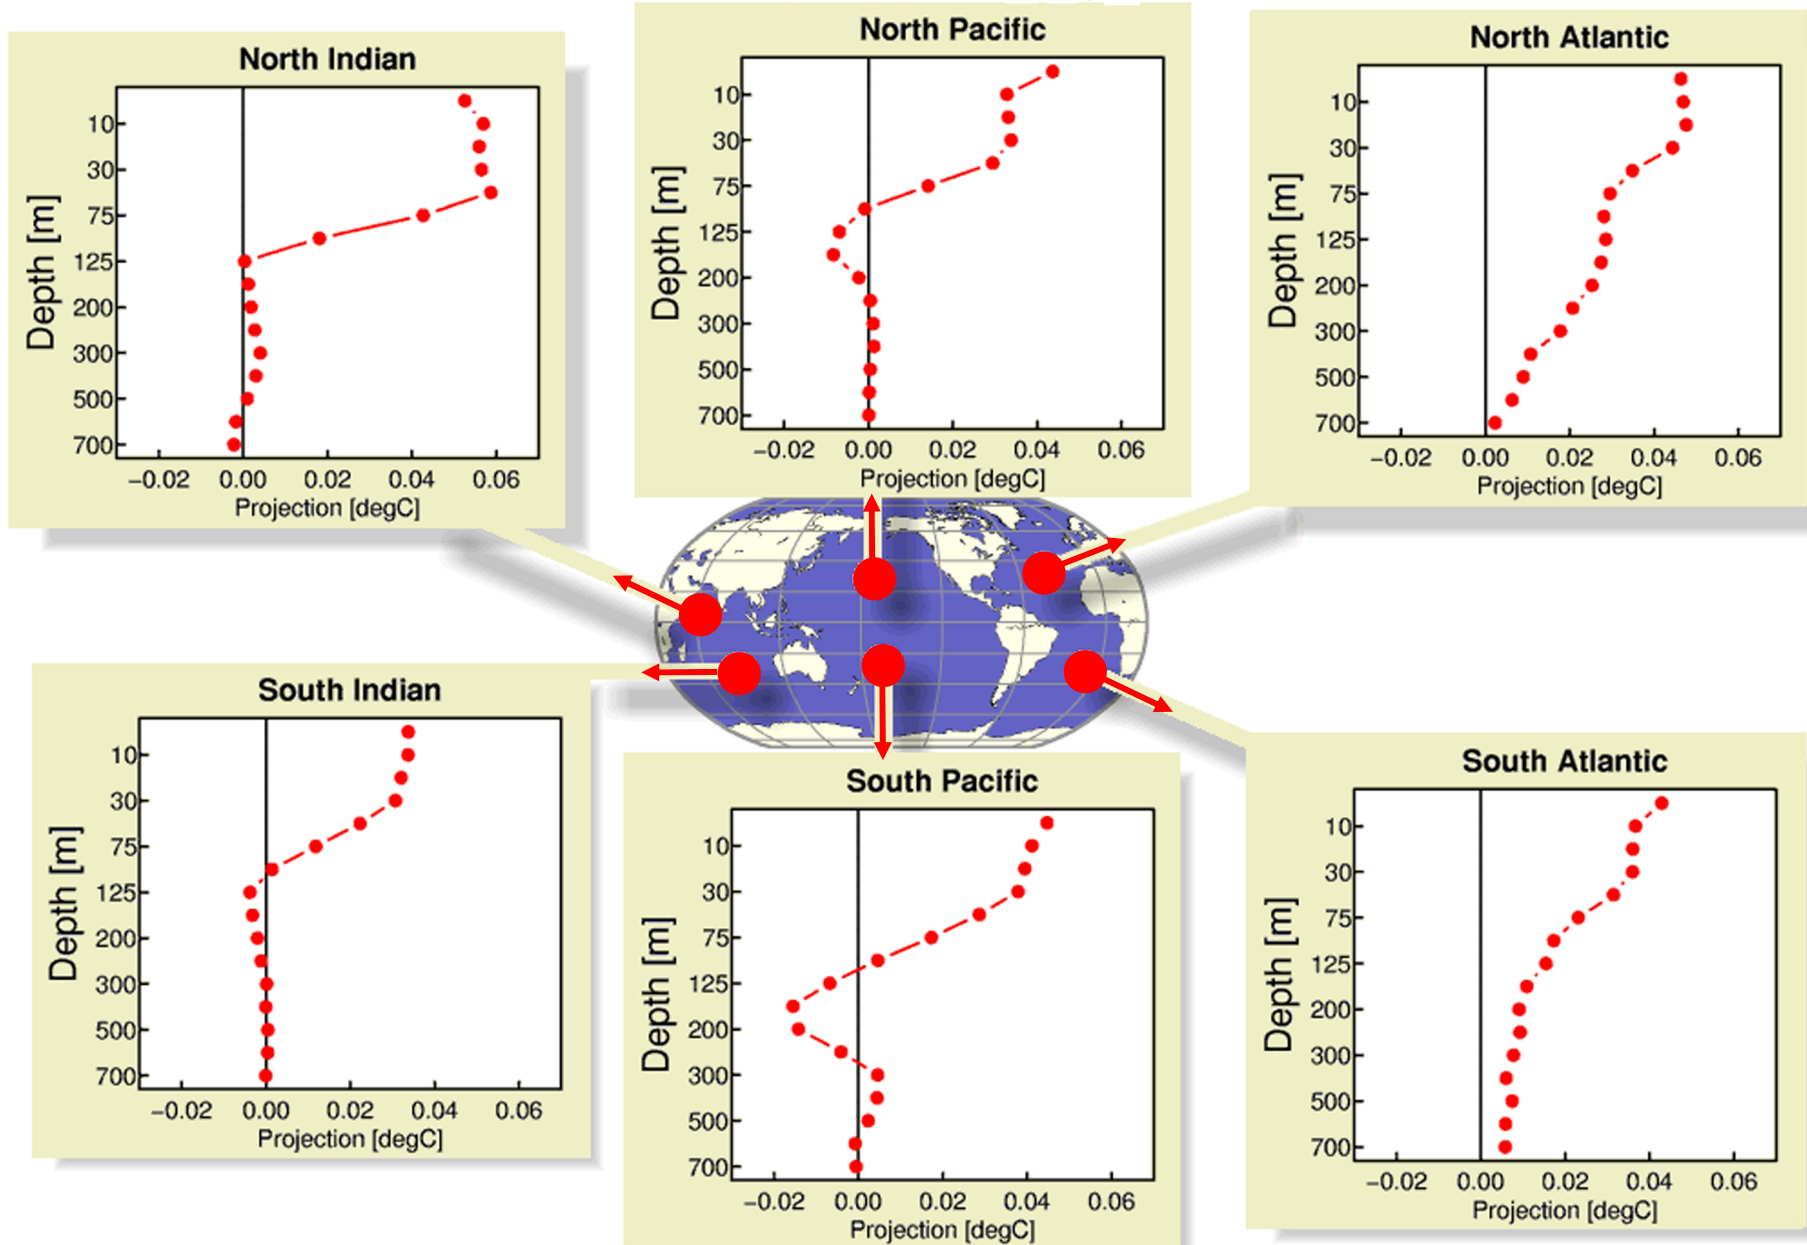 North Indian
Depth [m]
10
30
75
125
200
300
500
700
−0.02 0.00 0.02 0.04 0.06
Projection [degC]
North Pacific
Depth [m]
10
30
75
125
200
300
500
700
−0.02 0.00 0.02 0.04 0.06
Projection [degC]
North Atlantic
Depth [m]
10
30
75
125
200
300
500
700
−0.02 0.00 0.02 0.04 0.06
Projection [degC]
South Indian
Depth [m]
10
30
75
125
200
300
500
700
−0.02 0.00 0.02 0.04 0.06
Projection [degC]
South Pacific
Depth [m]
10
30
75
125
200
300
500
700
−0.02 0.00 0.02 0.04 0.06
Projection [degC]
South Atlantic
Depth [m]
10
30
75
125
200
300
500
700
−0.02 0.00 0.02 0.04 0.06
Projection [degC]